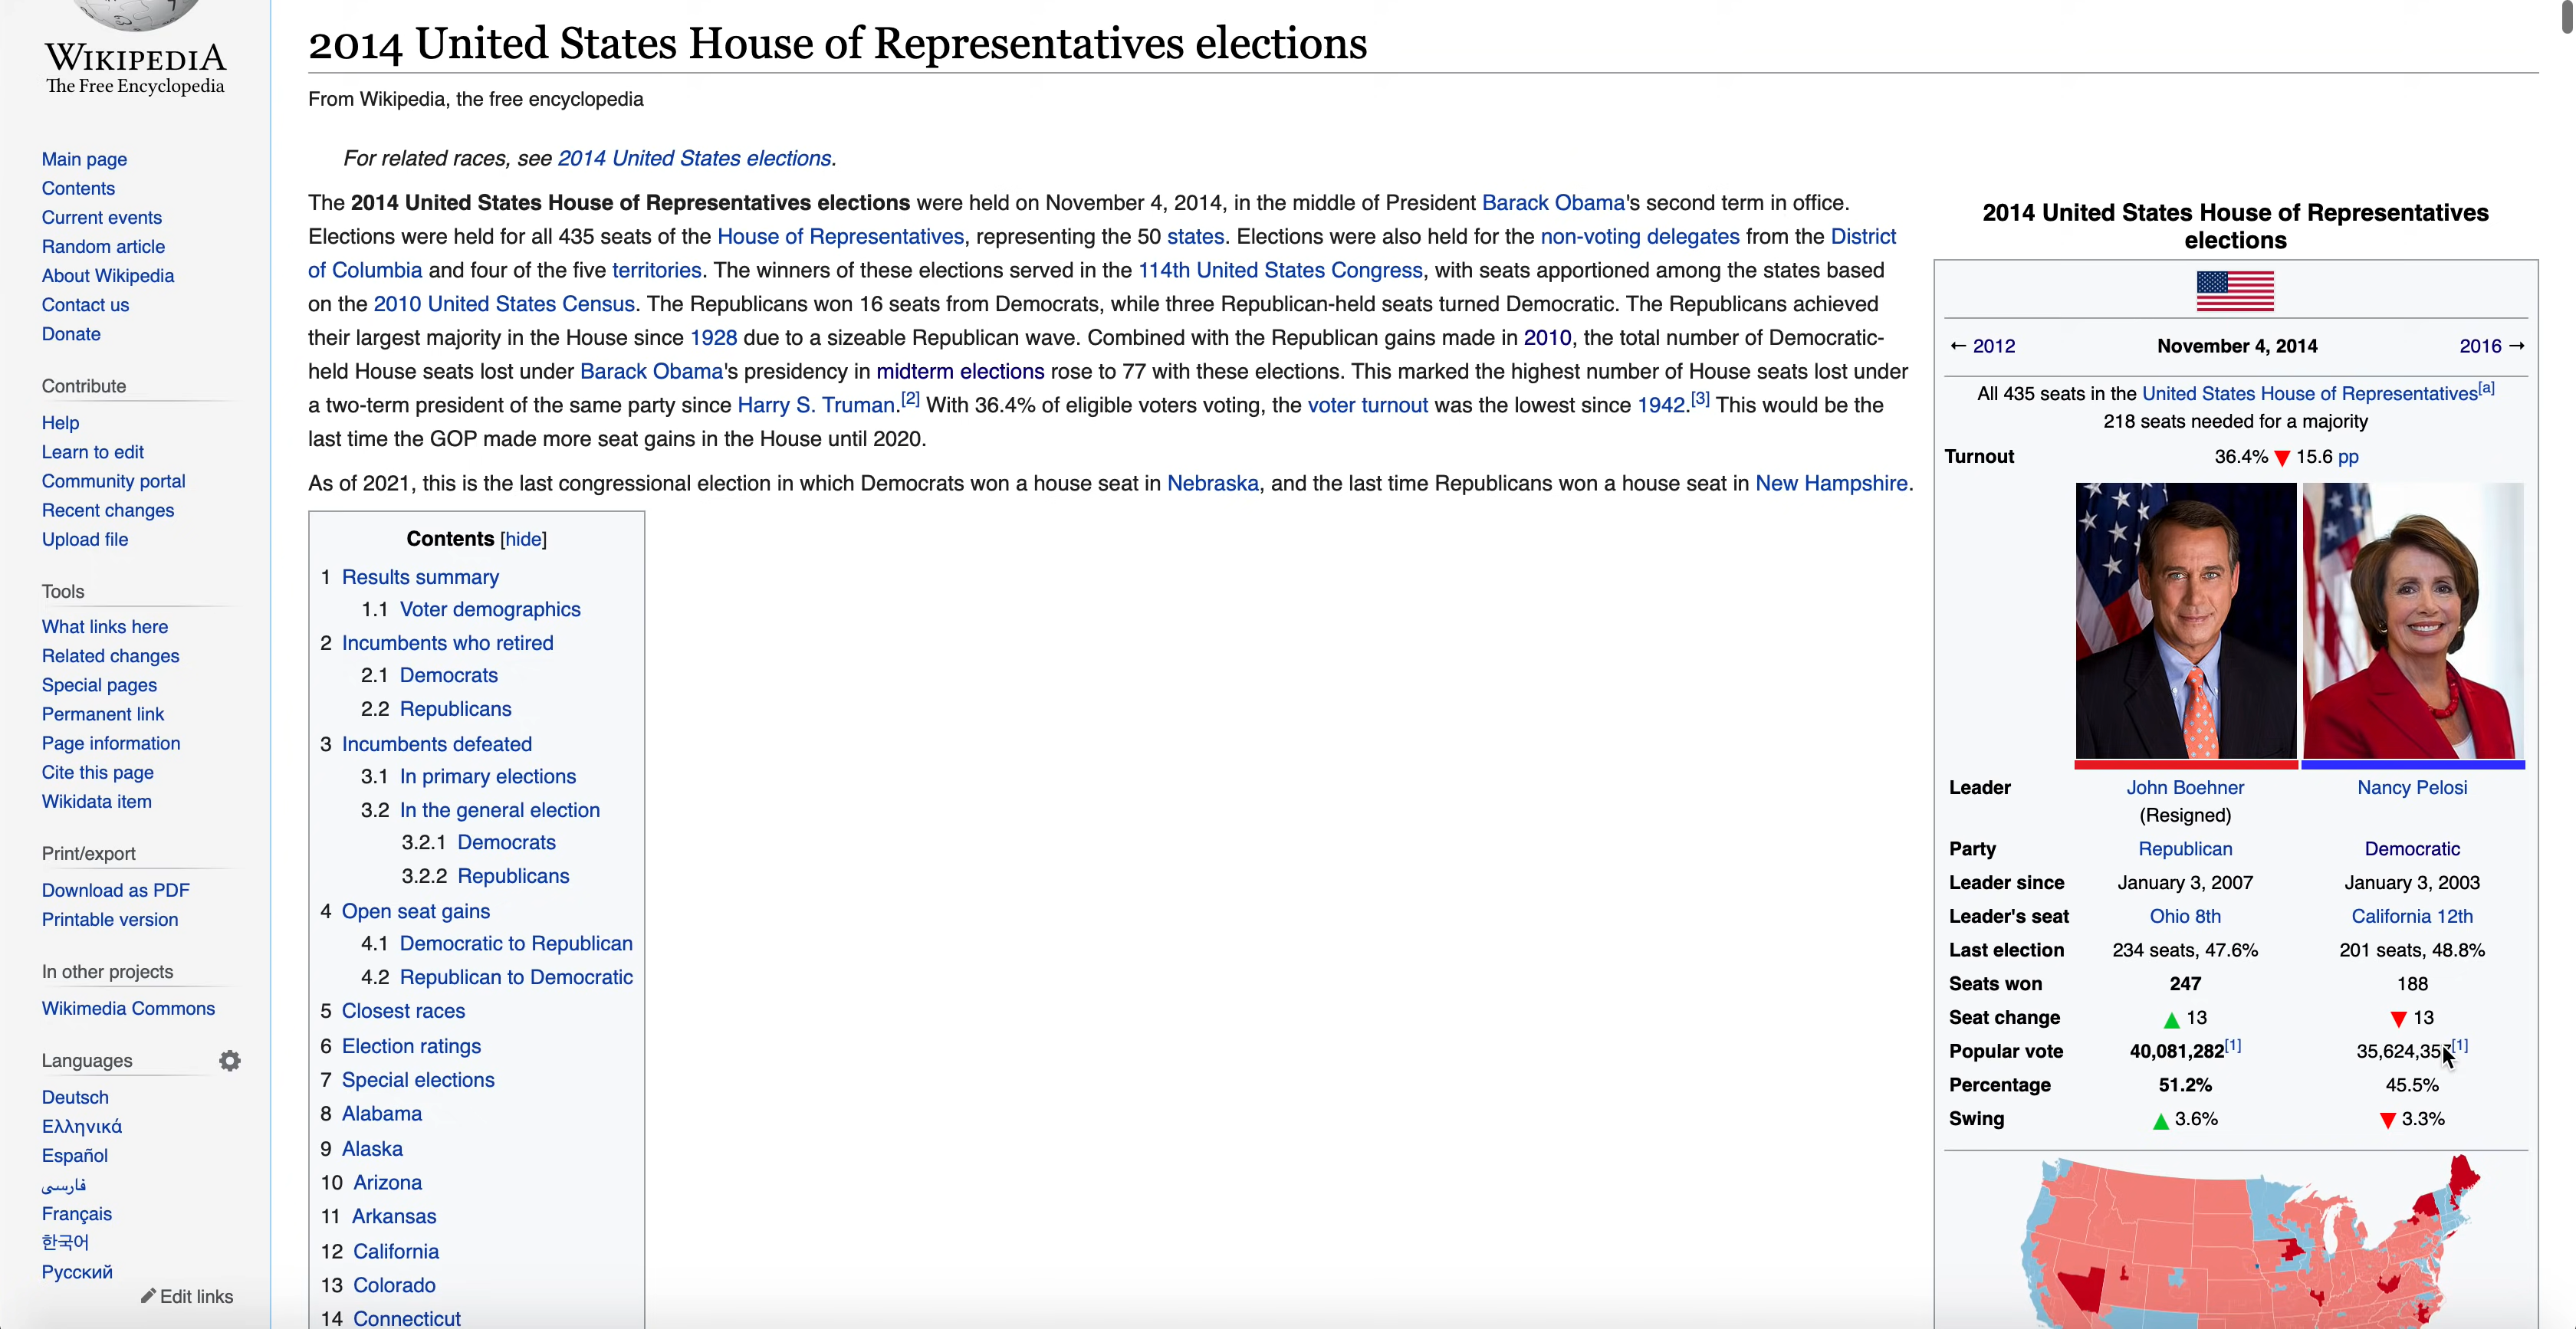 WIKIPEDIA
The Free Encyclopedia
Main page
Contents
Current events
Random article
About Wikipedia
Contact us
Donate
Contribute
Help
Learn to edit
Community portal
Recent changes
Upload file
Tools
What links here
Related changes
Special pages
Permanent link
Page information
Cite this page
Wikidata item
Print/export
Download as PDF
Printable version
In other projects
Wikimedia Commons
Languages
Deutsch
Ελληνικά
Español
فارسی
Français
한국어
Русский
Edit links
2014 United States House of Representatives elections
From Wikipedia, the free encyclopedia
For related races, see 2014 United States elections.
The 2014 United States House of Representatives elections were held on November 4, 2014, in the middle of President Barack Obama's second term in office.
Elections were held for all 435 seats of the House of Representatives, representing the 50 states. Elections were also held for the non-voting delegates from the District
of Columbia and four of the five territories. The winners of these elections served in the 114th United States Congress, with seats apportioned among the states based
on the 2010 United States Census. The Republicans won 16 seats from Democrats, while three Republican-held seats turned Democratic. The Republicans achieved
their largest majority in the House since 1928 due to a sizeable Republican wave. Combined with the Republican gains made in 2010, the total number of Democratic-
held House seats lost under Barack Obama's presidency in midterm elections rose to 77 with these elections. This marked the highest number of House seats lost under
a two-term president of the same party since Harry S. Truman.[2] With 36.4% of eligible voters voting, the voter turnout was the lowest since 1942.[3] This would be the
last time the GOP made more seat gains in the House until 2020.
As of 2021, this is the last congressional election in which Democrats won a house seat in Nebraska, and the last time Republicans won a house seat in New Hampshire.
Contents [hide]
1 Results summary
1.1 Voter demographics
2 Incumbents who retired
2.1 Democrats
2.2 Republicans
3 Incumbents defeated
3.1 In primary elections
3.2 In the general election
3.2.1 Democrats
3.2.2 Republicans
4 Open seat gains
4.1 Democratic to Republican
4.2 Republican to Democratic
5 Closest races
6 Election ratings
7 Special elections
8 Alabama
9 Alaska
10 Arizona
11 Arkansas
12 California
13 Colorado
14 Connecticut
2014 United States House of Representatives
elections
← 2012 November 4, 2014 2016 →
All 435 seats in the United States House of Representatives[a]
218 seats needed for a majority
Turnout 36.4% ▼ 15.6 pp
Leader John Boehner Nancy Pelosi
(Resigned)
Party Republican Democratic
Leader since January 3, 2007 January 3, 2003
Leader's seat Ohio 8th California 12th
Last election 234 seats, 47.6% 201 seats, 48.8%
Seats won 247 188
Seat change ▲ 13 ▼ 13
Popular vote 40,081,282[1] [1]
Percentage 51.2% 45.5%
Swing ▲ 3.6% ▼ 3.3%